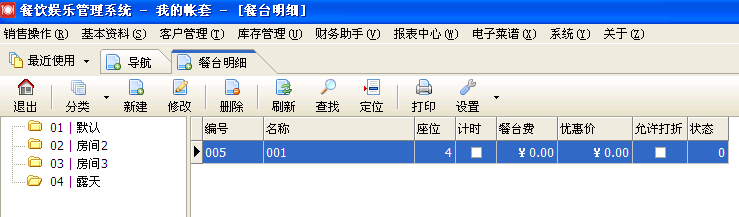 餐饮娱乐管理系统 - 我的帐套 - [餐台明细]
销售操作(R) 基本资料(S) 客户管理(T) 库存管理(U) 财务助手(V) 报表中心(W) 电子菜谱(X) 系统(Y) 关于(Z)
最近使用 导航 餐台明细
退出 分类 新建 修改 删除 刷新 查找 定位 打印 设置
01 | 默认
02 | 房间2
03 | 房间3
04 | 露天
编号 名称 座位 计时 餐台费 优惠价 允许打折 状态
005 001 4 ￥0.00 ￥0.00 0